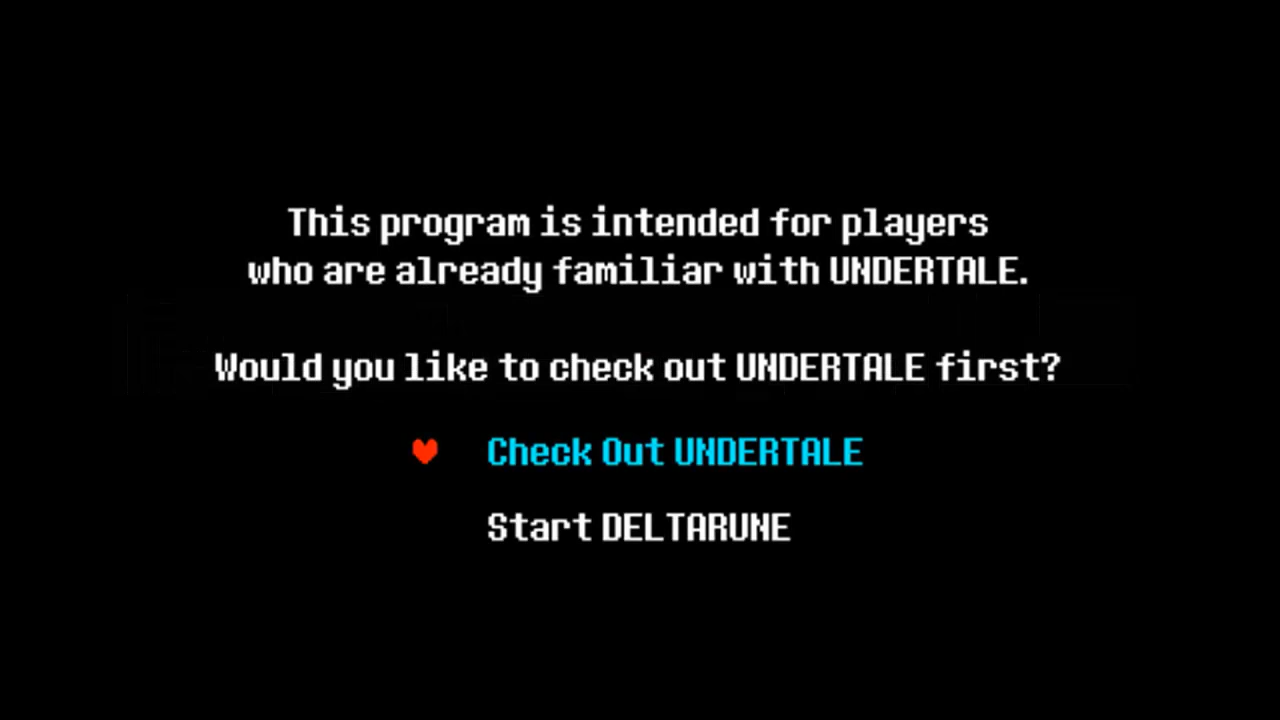 This program is intended for players
who are already familiar with UNDERTALE.
Would you like to check out UNDERTALE first?
Check Out UNDERTALE
Start DELTARUNE